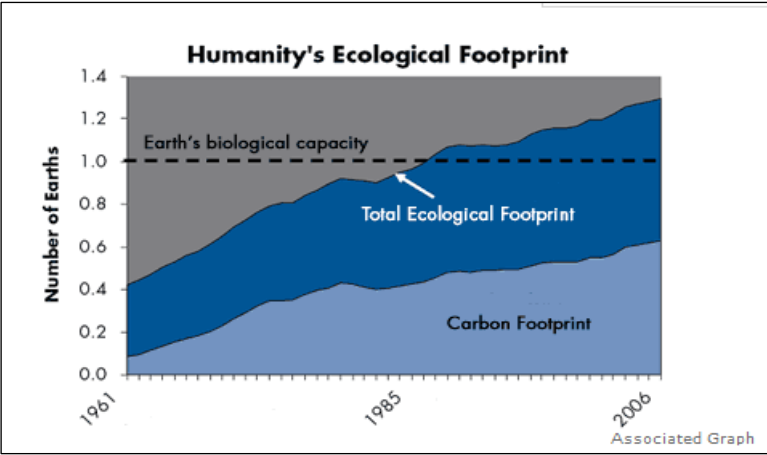 Humanity's Ecological Footprint
Number of Earths
1.4
1.2
1.0
0.8
0.6
0.4
0.2
0.0
Earth's biological capacity
Total Ecological Footprint
Carbon Footprint
1961
1985
2006
Associated Graph